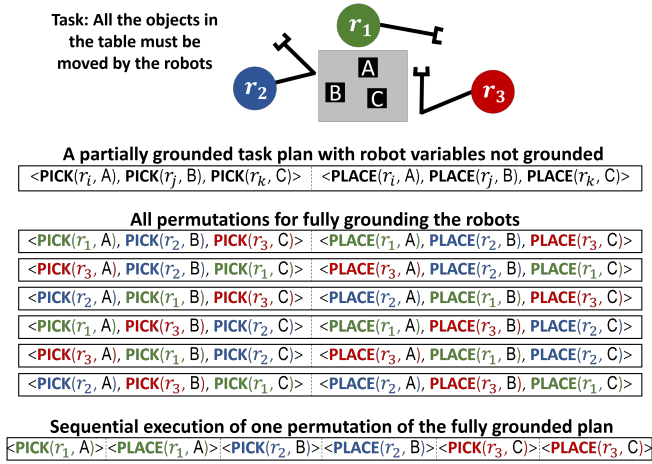 Task: All the objects in
the table must be
moved by the robots
r₁
r₂
A
B
C
r₃
A partially grounded task plan with robot variables not grounded
<PICK(rᵢ, A), PICK(rⱼ, B), PICK(rₖ, C)> <PLACE(rᵢ, A), PLACE(rⱼ, B), PLACE(rₖ, C)>
All permutations for fully grounding the robots
<PICK(r₁, A), PICK(r₂, B), PICK(r₃, C)> <PLACE(r₁, A), PLACE(r₂, B), PLACE(r₃, C)>
<PICK(r₃, A), PICK(r₂, B), PICK(r₁, C)> <PLACE(r₃, A), PLACE(r₂, B), PLACE(r₁, C)>
<PICK(r₂, A), PICK(r₁, B), PICK(r₃, C)> <PLACE(r₂, A), PLACE(r₁, B), PLACE(r₃, C)>
<PICK(r₁, A), PICK(r₃, B), PICK(r₂, C)> <PLACE(r₁, A), PLACE(r₃, B), PLACE(r₂, C)>
<PICK(r₃, A), PICK(r₁, B), PICK(r₂, C)> <PLACE(r₃, A), PLACE(r₁, B), PLACE(r₂, C)>
<PICK(r₂, A), PICK(r₃, B), PICK(r₁, C)> <PLACE(r₂, A), PLACE(r₃, B), PLACE(r₁, C)>
Sequential execution of one permutation of the fully grounded plan
<PICK(r₁, A)> <PLACE(r₁, A)> <PICK(r₂, B)> <PLACE(r₂, B)> <PICK(r₃, C)> <PLACE(r₃, C)>